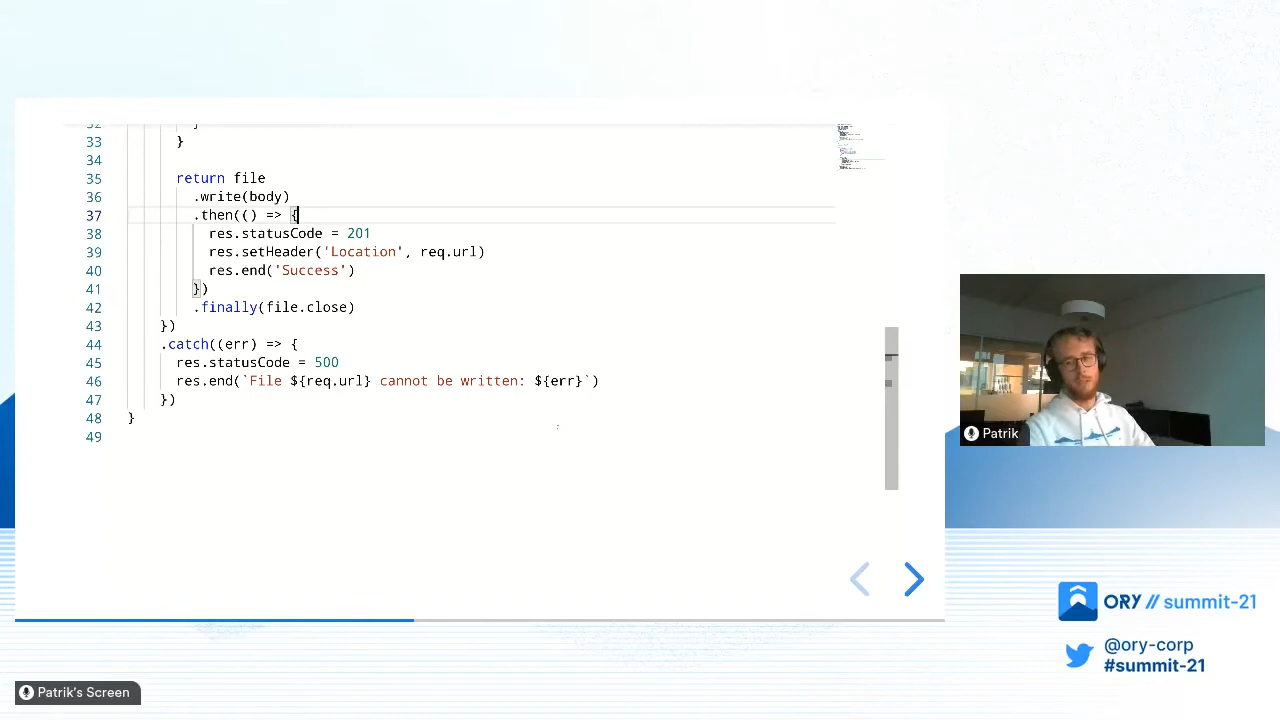 32 }
33 }
34
35 return file
36 .write(body)
37 .then(() => {
38 res.statusCode = 201
39 res.setHeader('Location', req.url)
40 res.end('Success')
41 })
42 .finally(file.close)
43 })
44 .catch((err) => {
45 res.statusCode = 500
46 res.end(`File ${req.url} cannot be written: ${err}`)
47 })
48 }
49
Patrik
ORY // summit-21
@ory-corp
#summit-21
Patrik's Screen